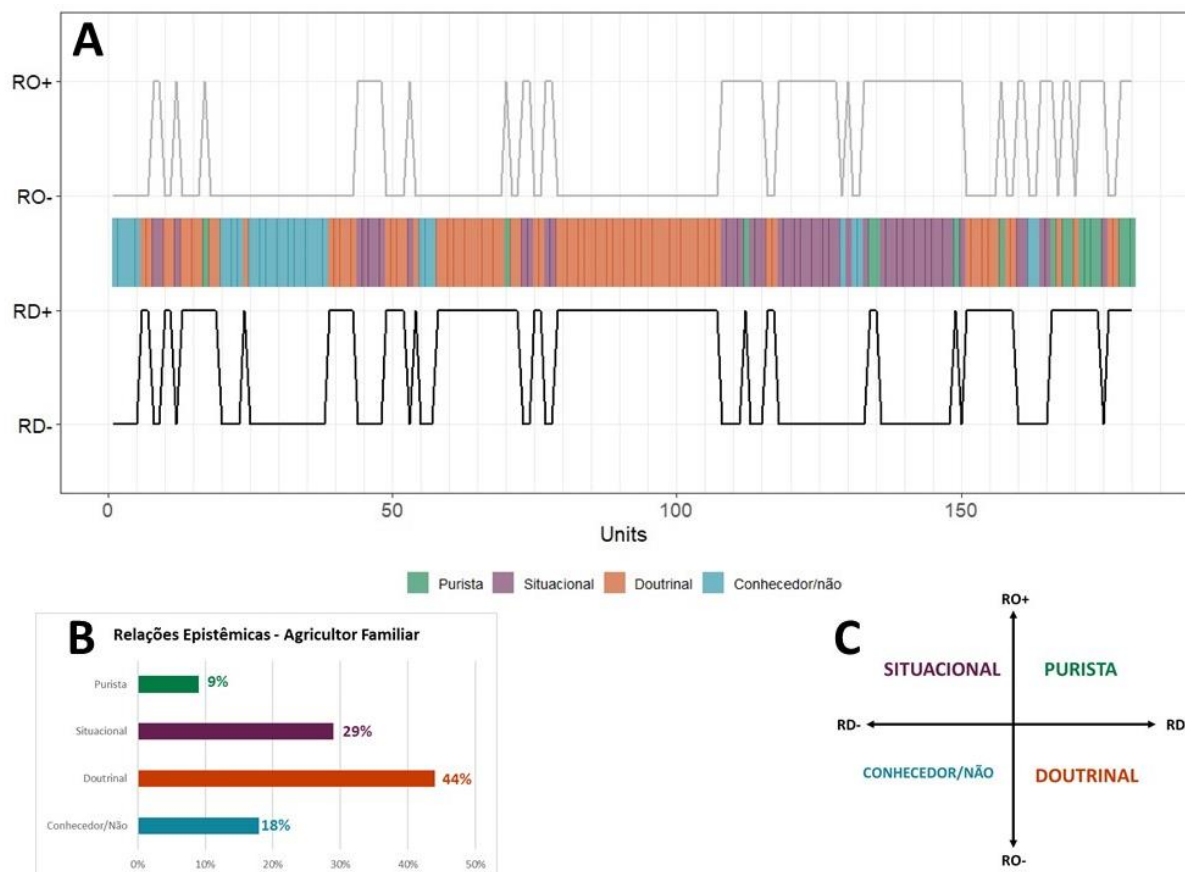 A
RO+
RO-
RD+
RD-
0 50 100 150
Units
Purista Situacional Doutrinal Conhecedor/não
B
Relações Epistêmicas - Agricultor Familiar
Purista 9%
Situacional 29%
Doutrinal 44%
Conhecedor/Não 18%
0% 10% 20% 30% 40% 50%
C
RO+
SITUACIONAL PURISTA
RD- RD
CONHECEDOR/NÃO DOUTRINAL
RO-